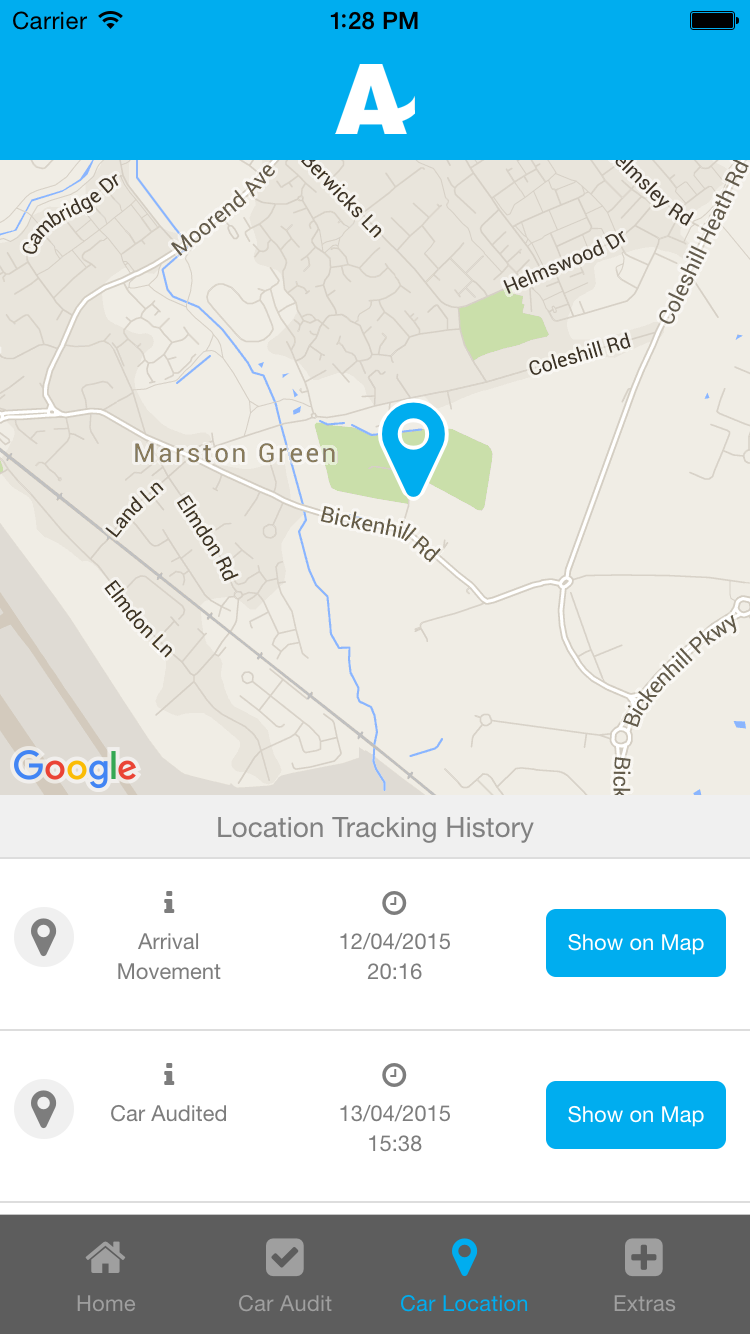 Carrier 1:28 PM
A
Cambridge Dr
Moorend Ave
Berwicks Ln
Helmsley Rd
Coleshill Heath Rd
Helmswood Dr
Coleshill Rd
Marston Green
Land Ln
Elmdon Rd
Bickenhill Rd
Elmdon Ln
Bickenhill Pkwy
Bick
Google
Location Tracking History
Arrival
Movement
12/04/2015
20:16
Show on Map
Car Audited
13/04/2015
15:38
Show on Map
Home Car Audit Car Location Extras